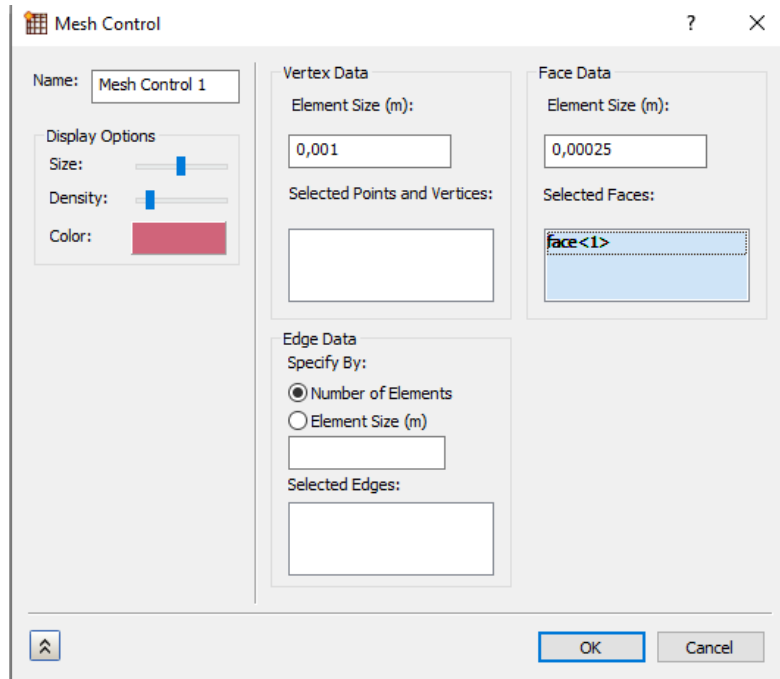 Mesh Control
?
Name:
Mesh Control 1
Display Options
Size:
Density:
Color:
Vertex Data
Element Size (m):
0,001
Selected Points and Vertices:
Edge Data
Specify By:
Number of Elements
Element Size (m)
Selected Edges:
Face Data
Element Size (m):
0,00025
Selected Faces:
face<1>
OK
Cancel